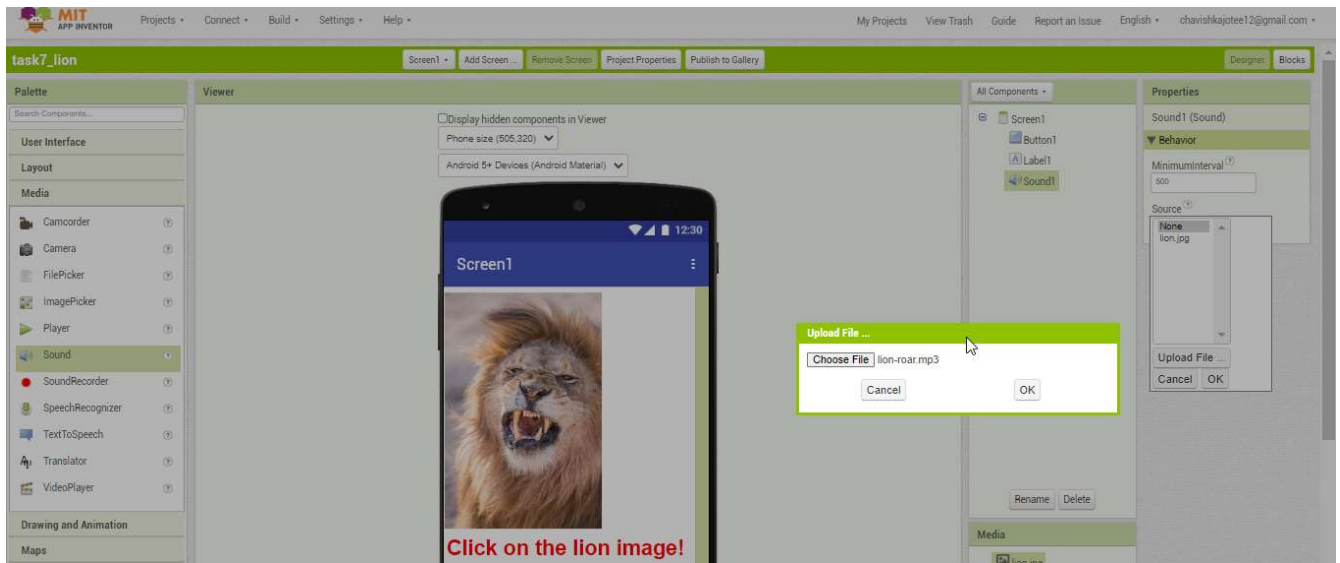 MIT
APP INVENTOR
Projects
Connect
Build
Settings
Help
My Projects
View Trash
Guide
Report an Issue
English
chavishkajotee12@gmail.com
task7_lion
Screen1
Add Screen ...
Remove Screen
Project Properties
Publish to Gallery
Designer
Blocks
Palette
Search Components...
User Interface
Layout
Media
Camcorder
Camera
FilePicker
ImagePicker
Player
Sound
SoundRecorder
SpeechRecognizer
TextToSpeech
Translator
VideoPlayer
Drawing and Animation
Maps
Viewer
Display hidden components in Viewer
Phone size (505,320)
Android 5+ Devices (Android Material)
12:30
Screen1
Click on the lion image!
Upload File ...
Choose File lion-roar.mp3
Cancel
OK
All Components
Screen1
Button1
A Label1
Sound1
Rename
Delete
Media
lion.jpg
Properties
Sound1 (Sound)
Behavior
MinimumInterval
500
Source
None
lion.jpg
Upload File ...
Cancel
OK